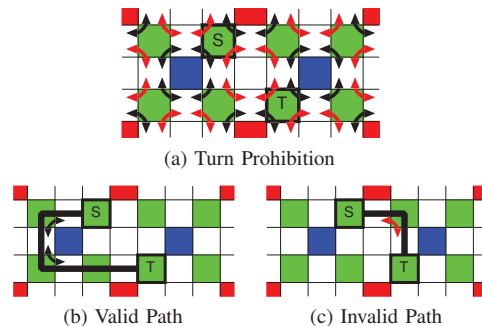 S
T
(a) Turn Prohibition
S
T
(b) Valid Path
S
T
(c) Invalid Path